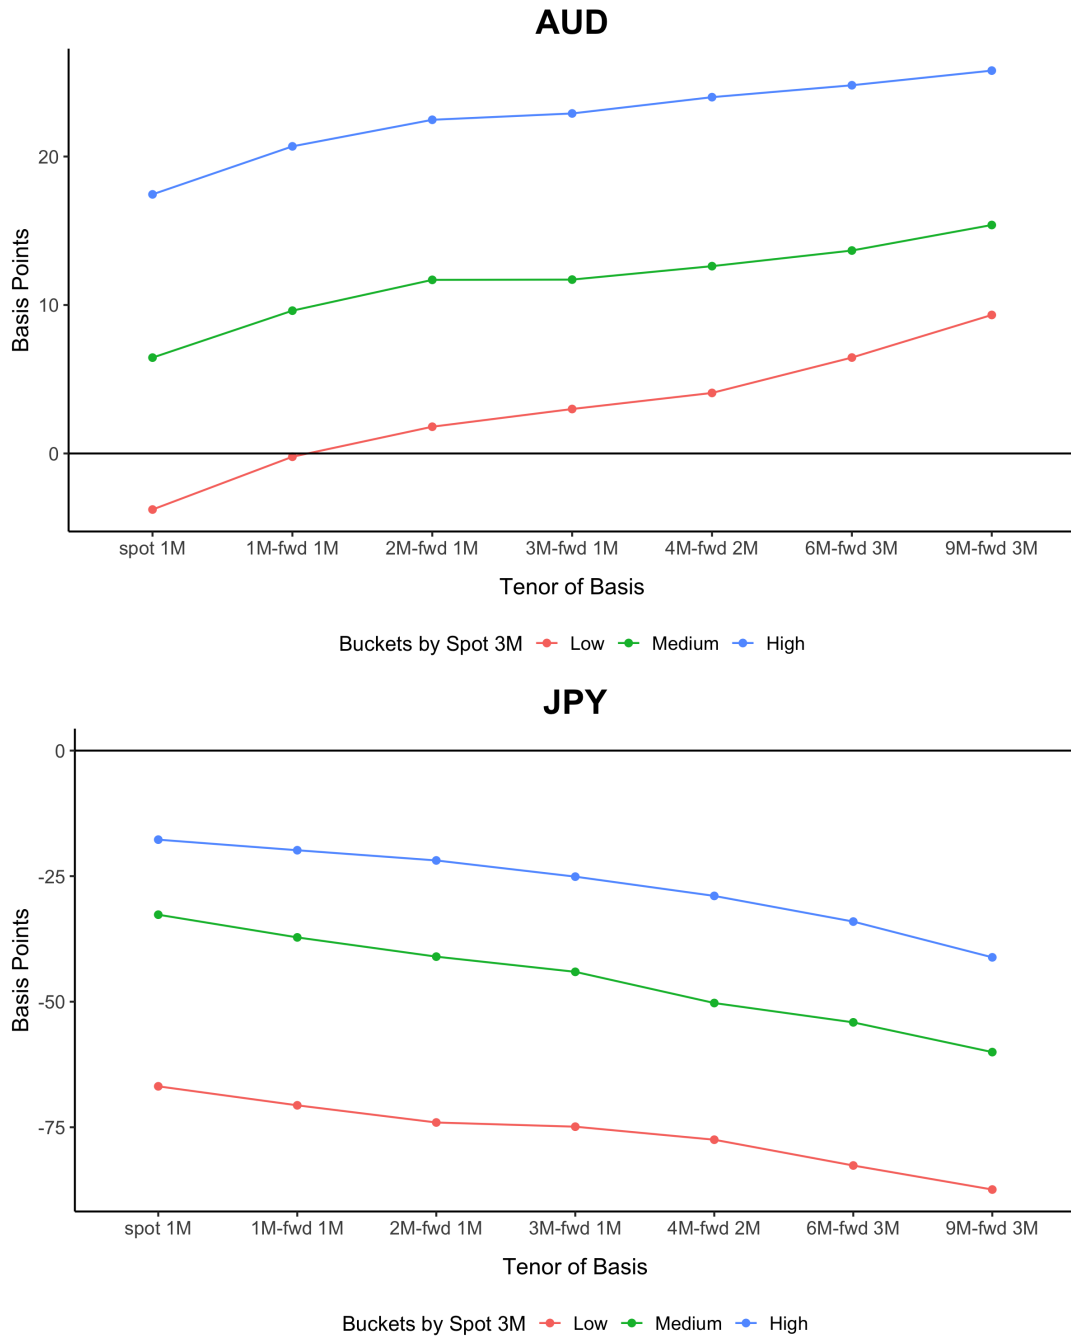 AUD
Basis Points
20
10
0
spot 1M 1M-fwd 1M 2M-fwd 1M 3M-fwd 1M 4M-fwd 2M 6M-fwd 3M 9M-fwd 3M
Tenor of Basis
Buckets by Spot 3M Low Medium High
JPY
Basis Points
0
-25
-50
-75
spot 1M 1M-fwd 1M 2M-fwd 1M 3M-fwd 1M 4M-fwd 2M 6M-fwd 3M 9M-fwd 3M
Tenor of Basis
Buckets by Spot 3M Low Medium High